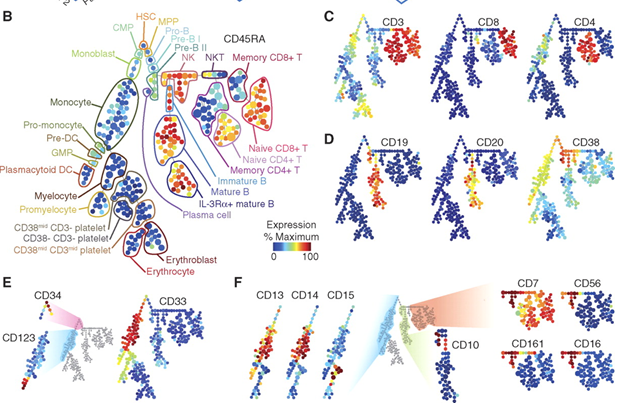 B
HSC
CMP
MPP
Pro-B
Pre-B I
Pre-B II
CD45RA
Monoblast
NK
NKT
Memory CD8+ T
Monocyte
Pro-monocyte
Pre-DC
GMP
Plasmacytoid DC
Naive CD8+ T
Naive CD4+ T
Memory CD4+ T
Immature B
Mature B
IL-3Rα+ mature B
Plasma cell
Myelocyte
Promyelocyte
CD38mid CD3- platelet
CD38- CD3- platelet
CD38mid CD3mid platelet
Erythroblast
Erythrocyte
Expression
% Maximum
0 100
C
CD3
CD8
CD4
D
CD19
CD20
CD38
E
CD34
CD123
CD33
F
CD13
CD14
CD15
CD10
CD7
CD56
CD161
CD16